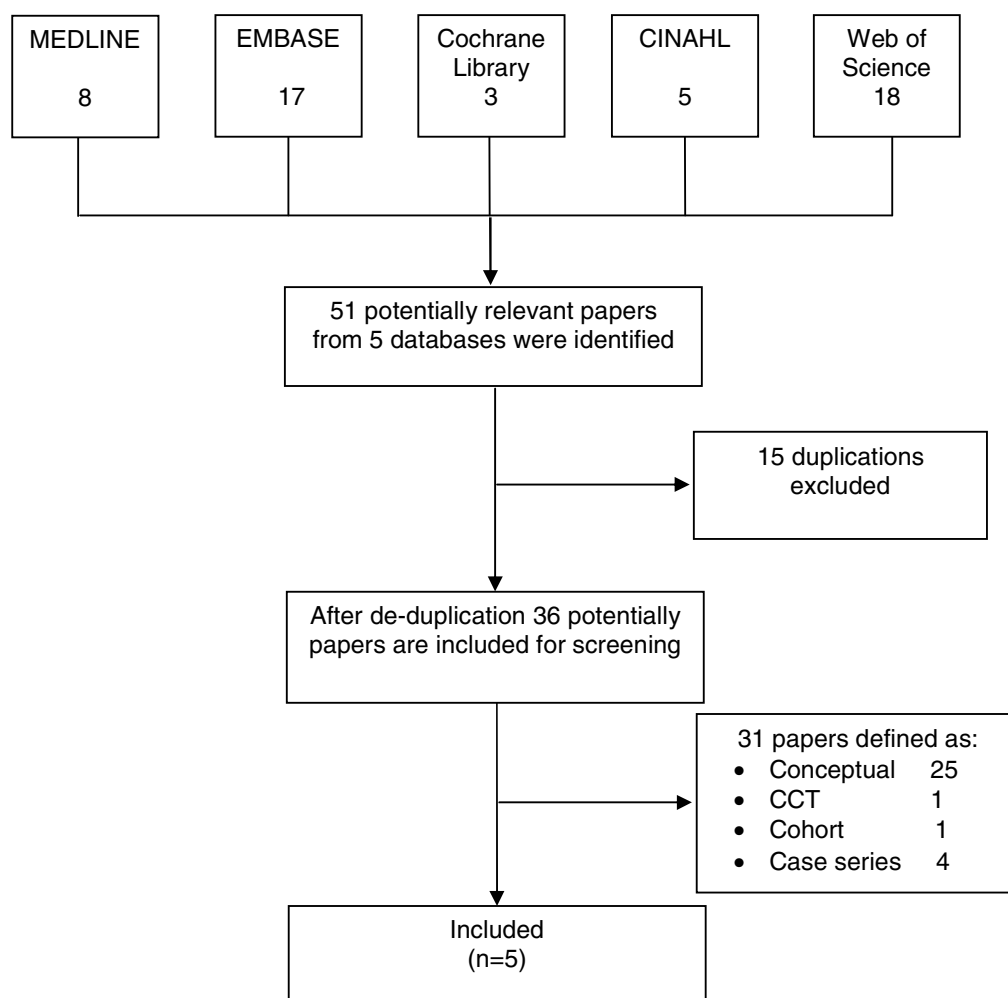 MEDLINE
8
EMBASE
17
Cochrane
Library
3
CINAHL
5
Web of
Science
18
51 potentially relevant papers
from 5 databases were identified
15 duplications
excluded
After de-duplication 36 potentially
papers are included for screening
31 papers defined as:
• Conceptual 25
• CCT 1
• Cohort 1
• Case series 4
Included
(n=5)